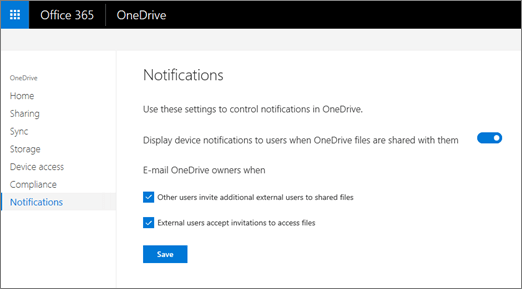 Office 365 OneDrive
OneDrive
Home
Sharing
Sync
Storage
Device access
Compliance
Notifications
Notifications
Use these settings to control notifications in OneDrive.
Display device notifications to users when OneDrive files are shared with them
E-mail OneDrive owners when
Other users invite additional external users to shared files
External users accept invitations to access files
Save